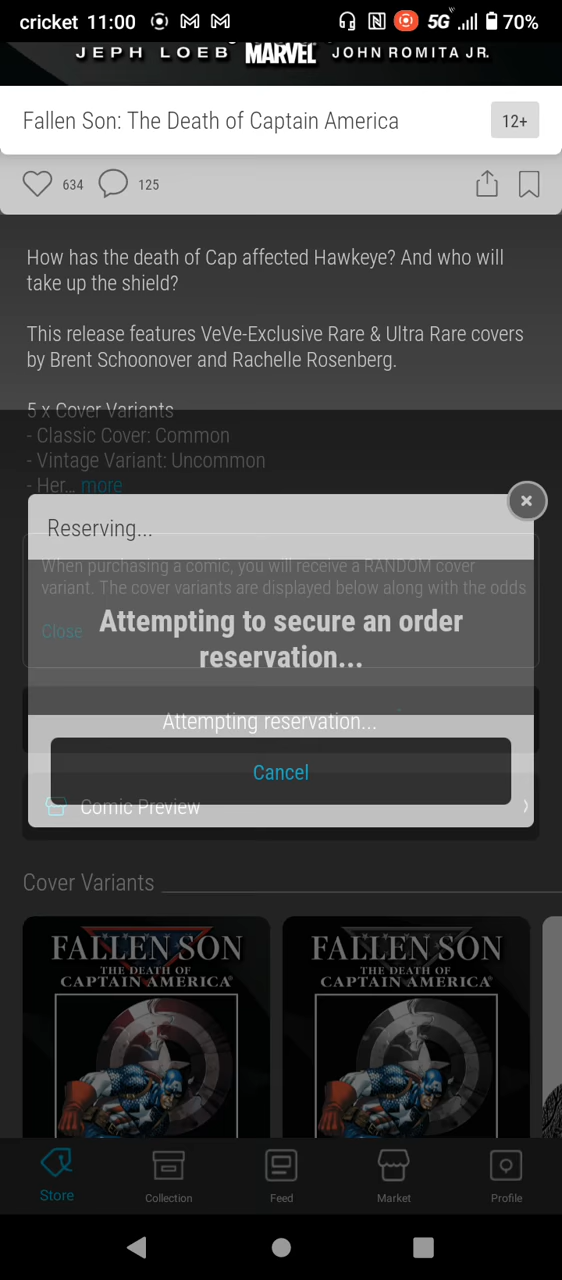 cricket 11:00 5G 70%
JEPH LOEB MARVEL JOHN ROMITA JR.
Fallen Son: The Death of Captain America 12+
634 125
How has the death of Cap affected Hawkeye? And who will
take up the shield?
This release features VeVe-Exclusive Rare & Ultra Rare covers
by Brent Schoonover and Rachelle Rosenberg.
5 x Cover Variants
- Classic Cover: Common
- Vintage Variant: Uncommon
- Her... more
Reserving...
When purchasing a comic, you will receive a RANDOM cover
variant. The cover variants are displayed below along with the odds
Close
Attempting to secure an order
reservation...
Attempting reservation...
Cancel
Comic Preview
Cover Variants
FALLEN SON
THE DEATH OF
CAPTAIN AMERICA
FALLEN SON
THE DEATH OF
CAPTAIN AMERICA
Store Collection Feed Market Profile